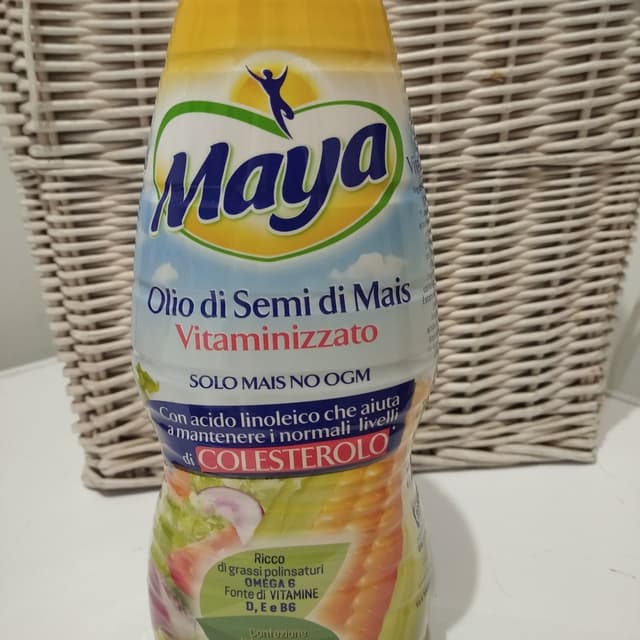 Maya
Olio di Semi di Mais
Vitaminizzato
SOLO MAIS NO OGM
Con acido linoleico che aiuta
a mantenere i normali livelli
di COLESTEROLO*
Ricco
di grassi polinsaturi
OMEGA 6
Fonte di VITAMINE
D, E e B6
Confezione